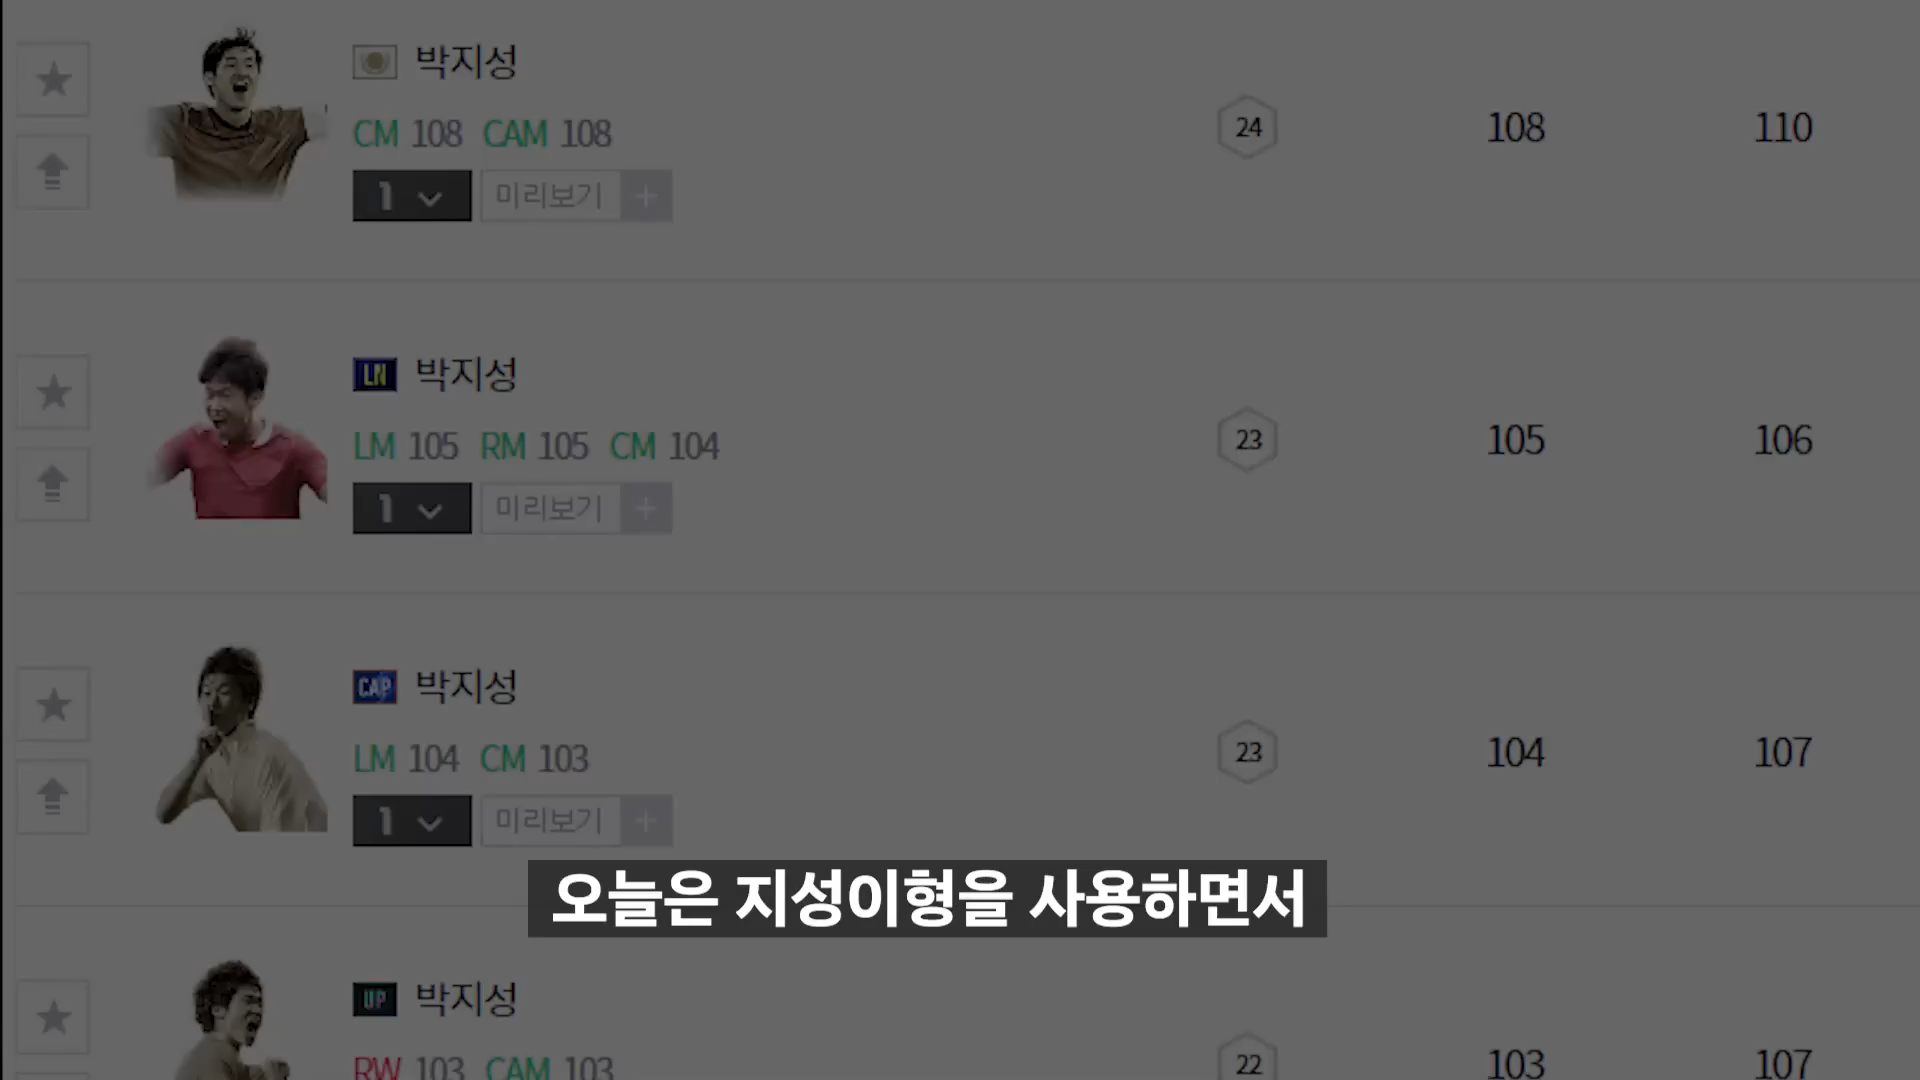 박지성
CM 108 CAM 108
1 미리보기 +
24 108 110
LN 박지성
LM 105 RM 105 CM 104
1 미리보기 +
23 105 106
CAP 박지성
LM 104 CM 103
1 미리보기 +
23 104 107
오늘은 지성이형을 사용하면서
UP 박지성
RW 103 CAM 103
22 103 107